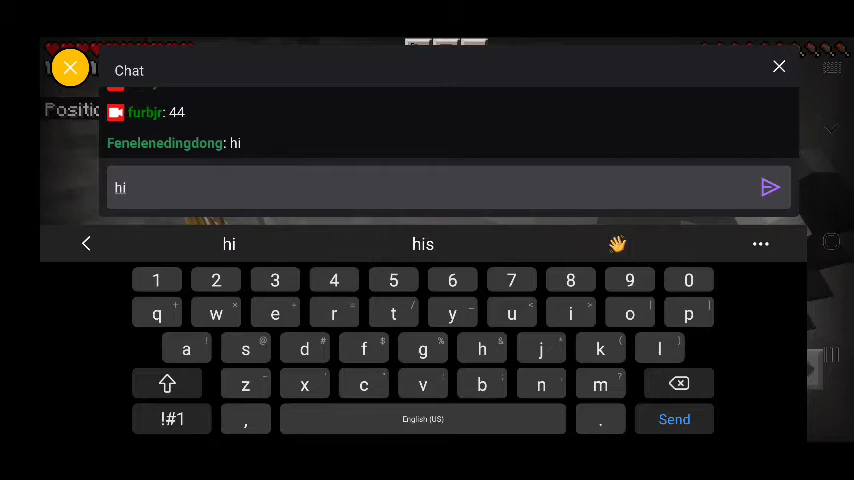 Chat
Positio
furbjr: 44
Fenelenedingdong: hi
hi
hi his 👋 •••
1 2 3 4 5 6 7 8 9 0
q w e r t y u i o p
a s d f g h j k l
z x c v b n m
!#1 , English (US) . Send